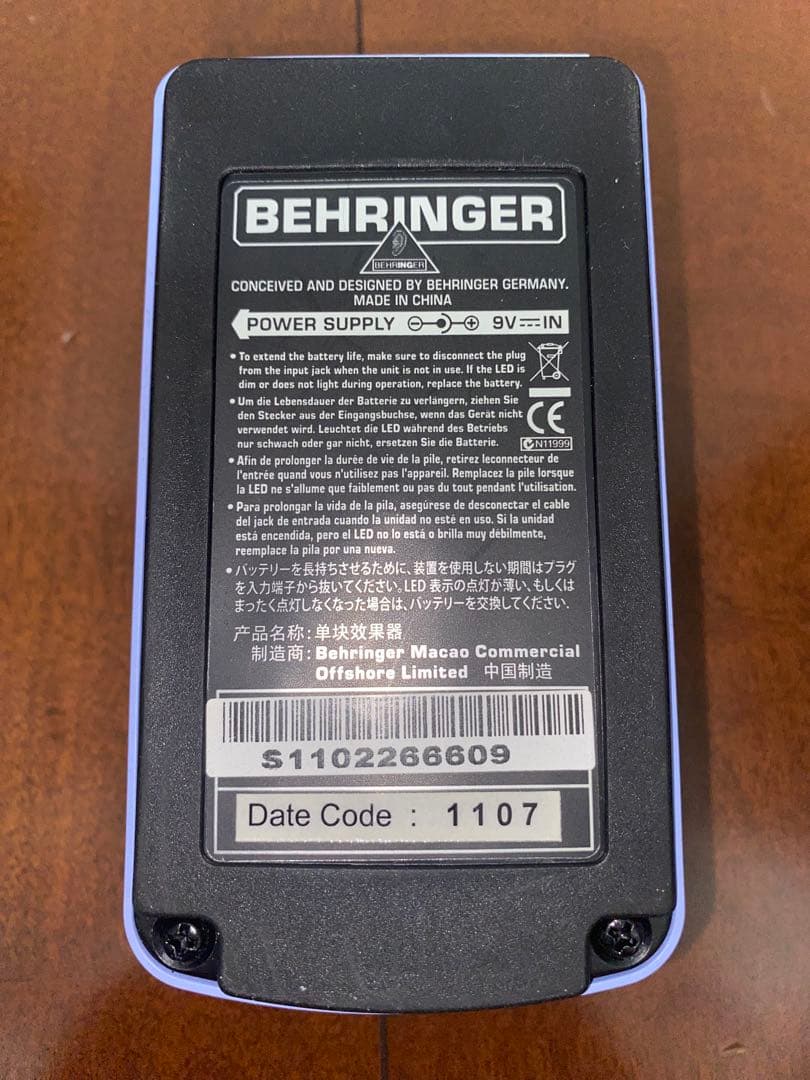 BEHRINGER
BEHRINGER
CONCEIVED AND DESIGNED BY BEHRINGER GERMANY.
MADE IN CHINA
POWER SUPPLY 9V IN
• To extend the battery life, make sure to disconnect the plug
from the input jack when the unit is not in use. If the LED is
dim or does not light during operation, replace the battery.
• Um die Lebensdauer der Batterie zu verlängern, ziehen Sie
den Stecker aus der Eingangsbuchse, wenn das Gerät nicht
verwendet wird. Leuchtet die LED während des Betriebs
nur schwach oder gar nicht, ersetzen Sie die Batterie.
CE
N11999
• Afin de prolonger la durée de vie de la pile, retirez leconnecteur de
l'entrée quand vous n'utilisez pas l'appareil. Remplacez la pile lorsque
la LED ne s'allume que faiblement ou pas du tout pendant l'utilisation.
• Para prolongar la vida de la pila, asegúrese de desconectar el cable
del jack de entrada cuando la unidad no esté en uso. Si la unidad
está encendida, pero el LED no lo está o brilla muy débilmente,
reemplace la pila por una nueva.
• バッテリーを長持ちさせるために、装置を使用しない期間はプラグ
を入力端子から抜いてください。LED 表示の点灯が薄い、もしくは
まったく点灯しなくなった場合は、バッテリーを交換してください.
产品名称: 单块效果器
制造商: Behringer Macao Commercial
Offshore Limited 中国制造
S1102266609
Date Code : 1107